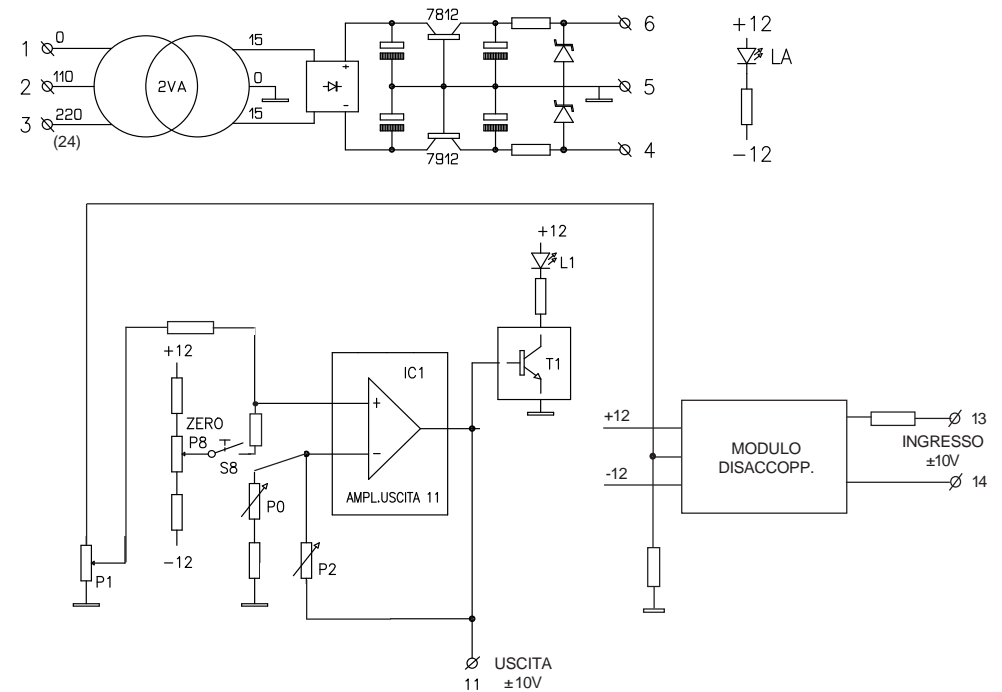 7812
1
0
15
2
110
2VA
0
+
-
3
220
(24)
15
7912
6
5
4
+12
LA
-12
+12
L1
T1
+12
ZERO
P8
S8
-12
P1
IC1
+
-
AMPL.USCITA 11
P0
P2
+12
-12
MODULO
DISACCOPP.
13
INGRESSO
±10V
14
11
USCITA
±10V